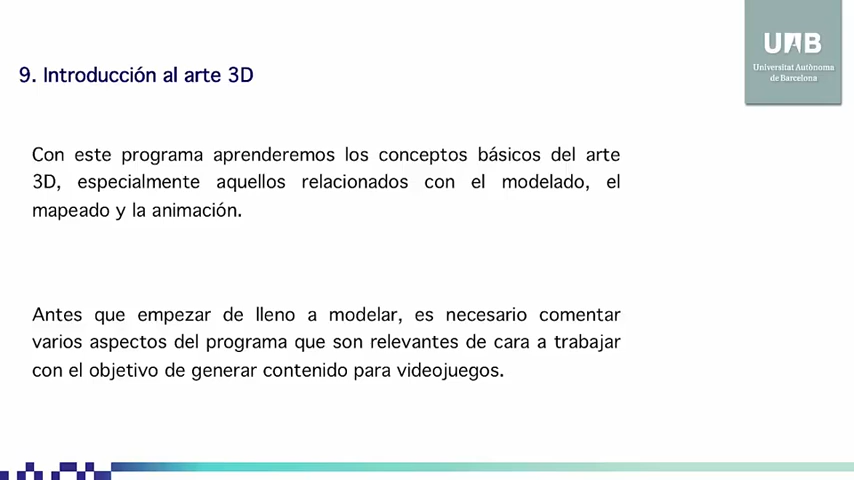 UAB
Universitat Autònoma
de Barcelona
9. Introducción al arte 3D
Con este programa aprenderemos los conceptos básicos del arte
3D, especialmente aquellos relacionados con el modelado, el
mapeado y la animación.
Antes que empezar de lleno a modelar, es necesario comentar
varios aspectos del programa que son relevantes de cara a trabajar
con el objetivo de generar contenido para videojuegos.